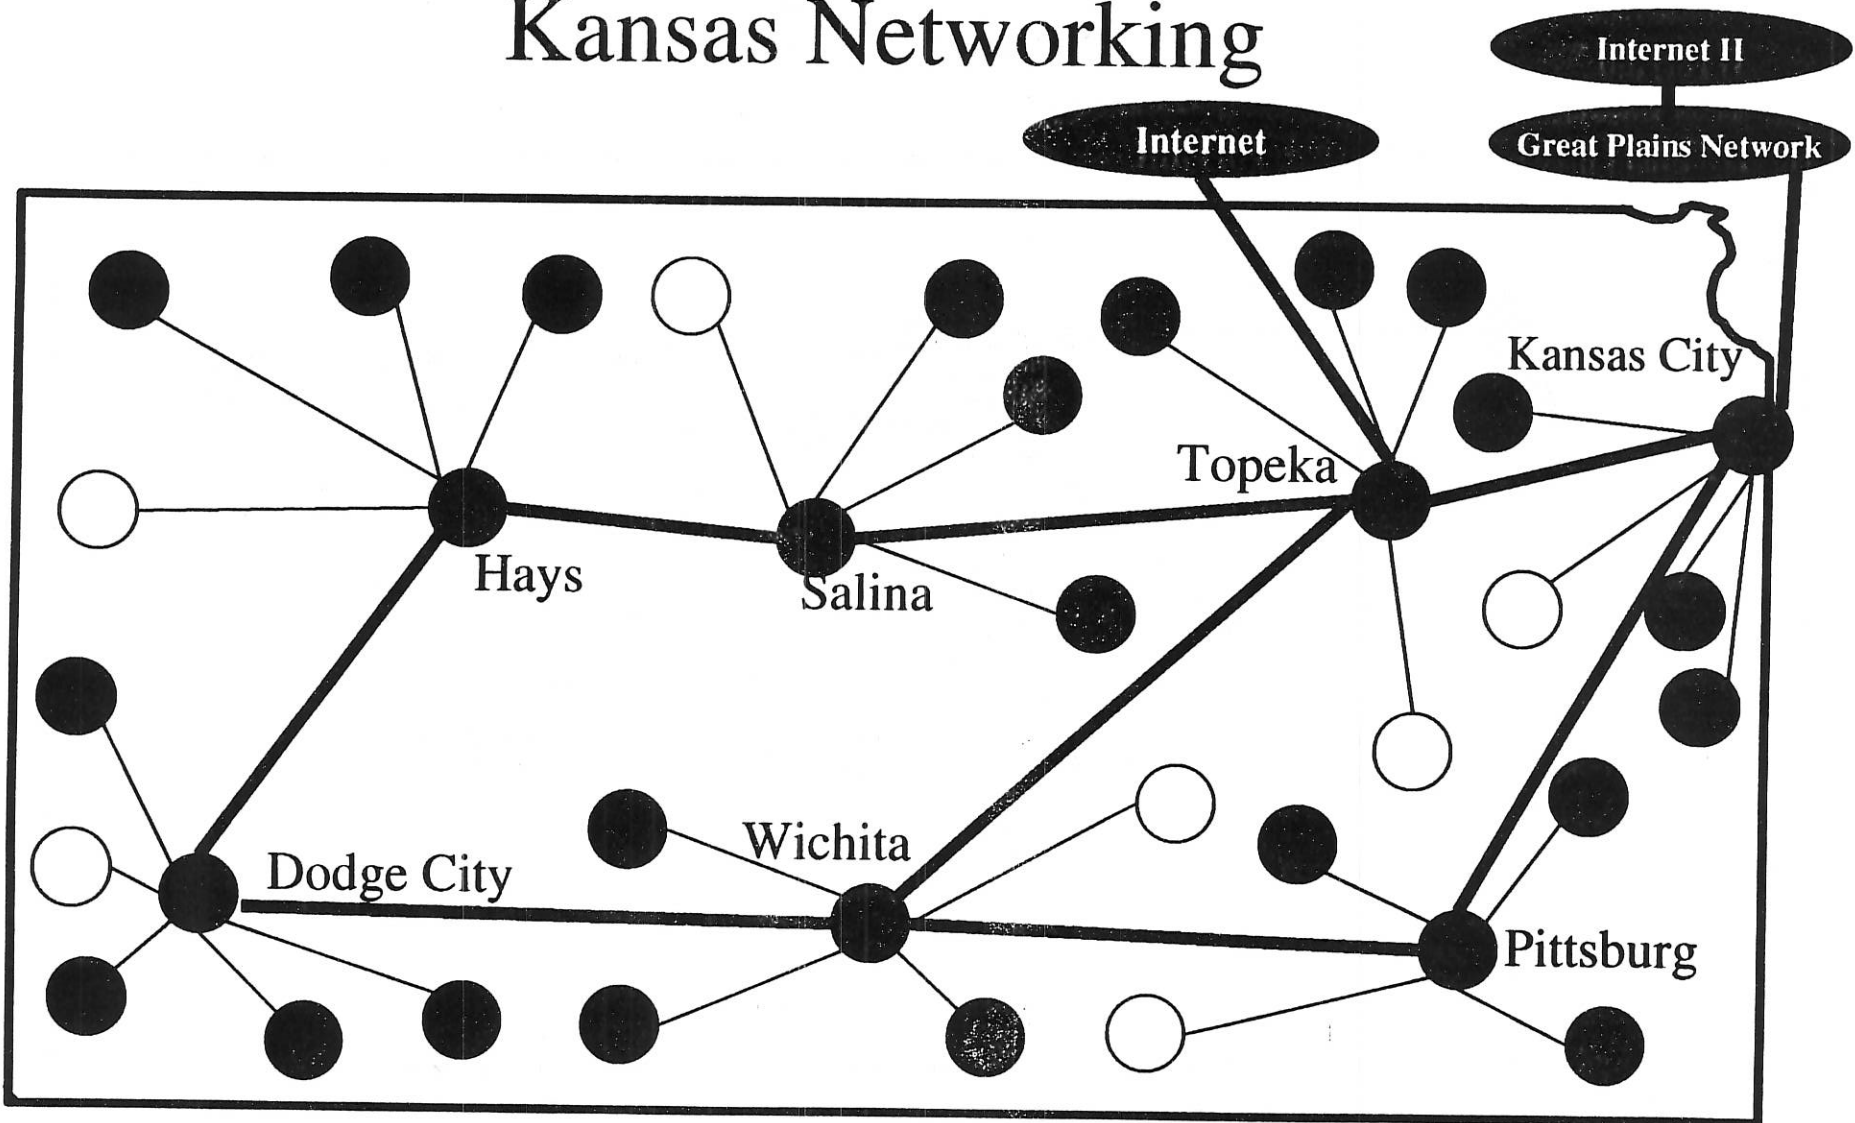 Kansas Networking
Internet II
Internet
Great Plains Network
Kansas City
Topeka
Hays
Salina
Wichita
Dodge City
Pittsburg